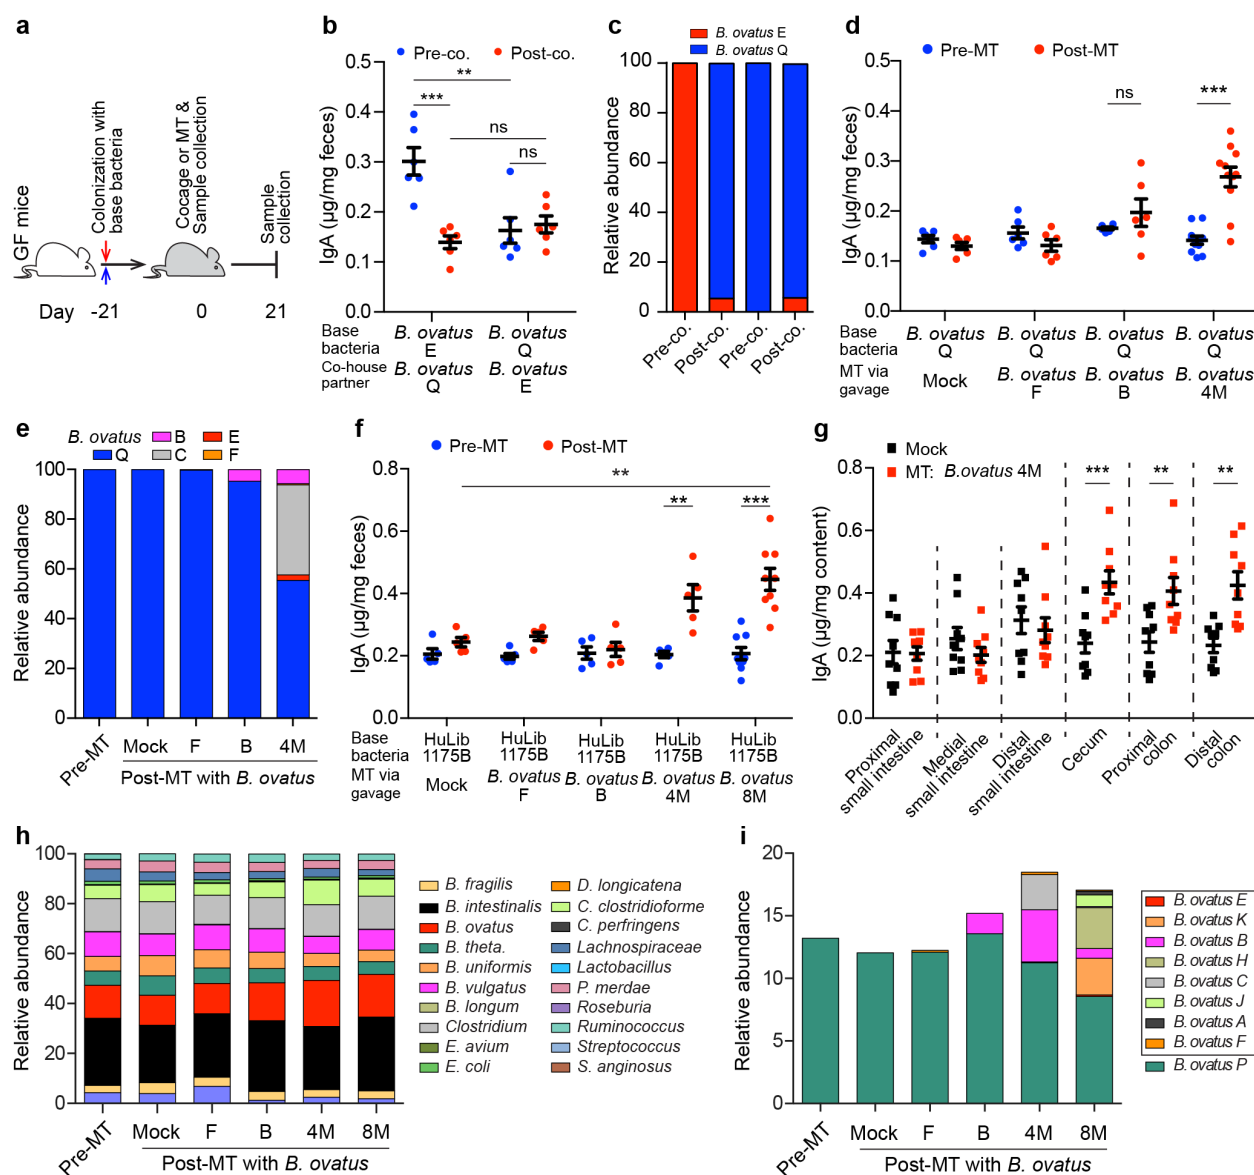 a
GF mice
Colonization with
base bacteria
Cocage or MT &
Sample collection
Sample
collection
Day -21 0 21
b
Pre-co. Post-co.
IgA (µg/mg feces)
0.5
0.4
0.3
0.2
0.1
0.0
**
***
ns
ns
Base
bacteria
B. ovatus
E
B. ovatus
Q
Co-house
partner
B. ovatus
Q
B. ovatus
E
c
B. ovatus E
B. ovatus Q
Relative abundance
100
80
60
40
20
0
Pre-co.
Post-co.
Pre-co.
Post-co.
d
Pre-MT Post-MT
IgA (µg/mg feces)
0.5
0.4
0.3
0.2
0.1
0.0
ns
***
Base
bacteria
B. ovatus
Q
B. ovatus
Q
B. ovatus
Q
B. ovatus
Q
MT via
gavage
Mock
B. ovatus
F
B. ovatus
B
B. ovatus
4M
e
B. ovatus
B E
Q C F
Relative abundance
100
80
60
40
20
0
Pre-MT
Mock F B 4M
Post-MT with B. ovatus
f
Pre-MT Post-MT
IgA (µg/mg feces)
0.8
0.6
0.4
0.2
0.0
**
**
***
Base
bacteria
HuLib
1175B
HuLib
1175B
HuLib
1175B
HuLib
1175B
HuLib
1175B
MT via
gavage
Mock
B. ovatus
F
B. ovatus
B
B. ovatus
4M
B. ovatus
8M
g
Mock
MT: B.ovatus 4M
IgA (µg/mg content)
0.8
0.6
0.4
0.2
0.0
***
**
**
Proximal
small intestine
Medial
small intestine
Distal
small intestine
Cecum
Proximal
colon
Distal
colon
h
Relative abundance
100
80
60
40
20
0
Pre-MT
Mock F B 4M 8M
Post-MT with B. ovatus
B. fragilis
B. intestinalis
B. ovatus
B. theta.
B. uniformis
B. vulgatus
B. longum
Clostridium
E. avium
E. coli
D. longicatena
C. clostridioforme
C. perfringens
Lachnospiraceae
Lactobacillus
P. merdae
Roseburia
Ruminococcus
Streptococcus
S. anginosus
i
Relative abundance
20
15
10
5
0
Pre-MT
Mock F B 4M 8M
Post-MT with B. ovatus
B. ovatus E
B. ovatus K
B. ovatus B
B. ovatus H
B. ovatus C
B. ovatus J
B. ovatus A
B. ovatus F
B. ovatus P